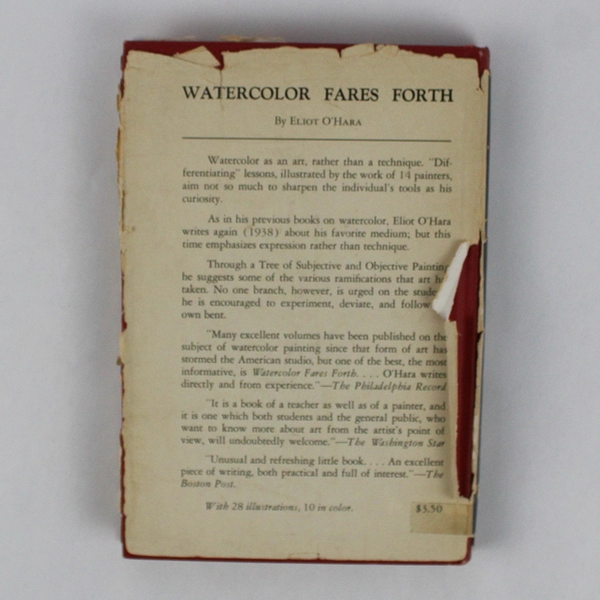 WATERCOLOR FARES FORTH
By ELIOT O'HARA
Watercolor as an art, rather than a technique. "Dif-
ferentiating" lessons, illustrated by the work of 14 painters,
aim not so much to sharpen the individual's tools as his
curiosity.
As in his previous books on watercolor, Eliot O'Hara
writes again (1938) about his favorite medium; but this
time emphasizes expression rather than technique.
Through a Tree of Subjective and Objective Painting
he suggests some of the various ramifications that art
taken. No one branch, however, is urged on the
he is encouraged to experiment, deviate, and follow
own bent.
"Many excellent volumes have been published on the
subject of watercolor painting since that form of art has
stormed the American studio, but one of the best, the most
informative, is Watercolor Fares Forth. . . . O'Hara writes
directly and from experience."—The Philadelphia Record
"It is a book of a teacher as well as of a painter, and
it is one which both students and the general public, who
want to know more about art from the artist's point of
view, will undoubtedly welcome."—The Washington Star
"Unusual and refreshing little book. . . . An excellent
piece of writing, both practical and full of interest."—The
Boston Post.
With 28 illustrations, 10 in color.
$3.50